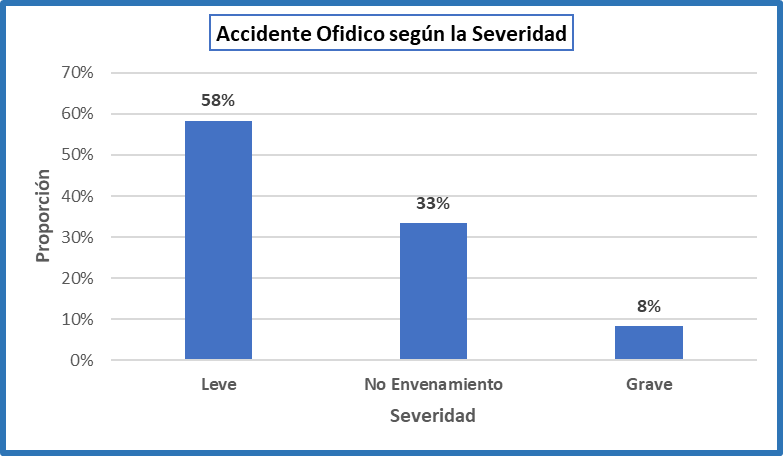 Accidente Ofidico según la Severidad
70%
60%
50%
40%
30%
20%
10%
0%
Proporción
58%
33%
8%
Leve
No Envenamiento
Grave
Severidad